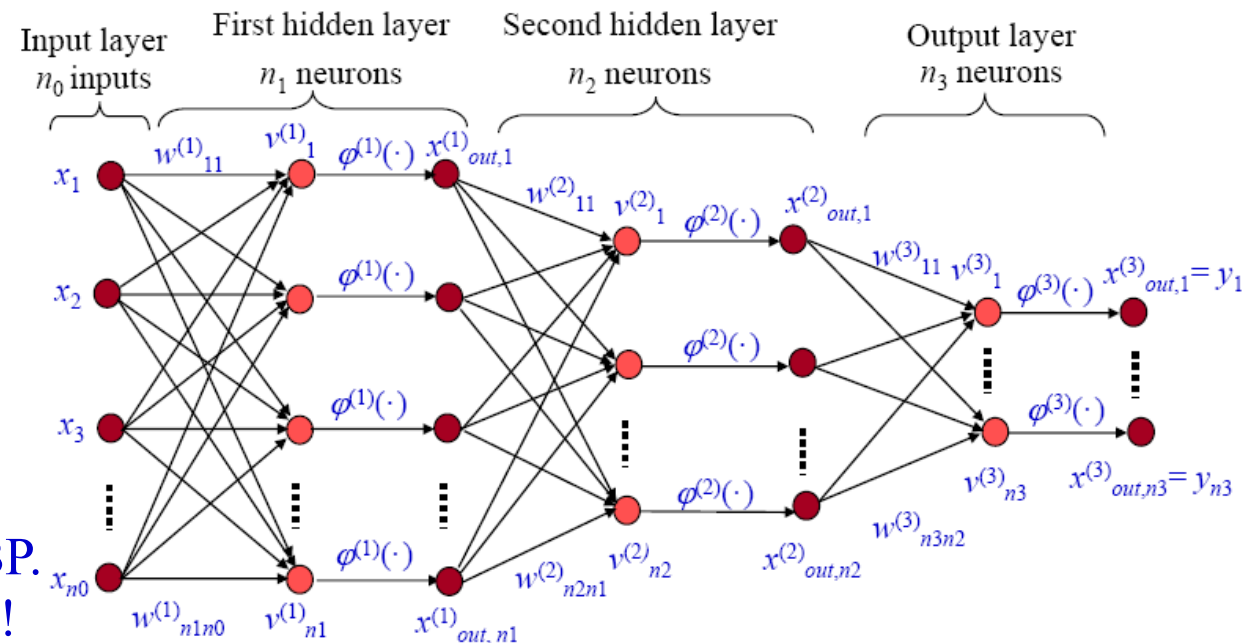 First hidden layer
Second hidden layer
Input layer
Output layer
n₀ inputs
n₁ neurons
n₂ neurons
n₃ neurons
x₁
w⁽¹⁾₁₁
v⁽¹⁾₁
φ⁽¹⁾(·)
x⁽¹⁾out,1
w⁽²⁾₁₁
v⁽²⁾₁
φ⁽²⁾(·)
x⁽²⁾out,1
x₂
φ⁽¹⁾(·)
w⁽³⁾₁₁
v⁽³⁾₁
φ⁽³⁾(·)
x⁽³⁾out,1= y₁
φ⁽²⁾(·)
x₃
φ⁽¹⁾(·)
φ⁽³⁾(·)
v⁽³⁾n3
x⁽³⁾out,n3= yn3
φ⁽²⁾(·)
w⁽³⁾n3n2
φ⁽¹⁾(·)
v⁽²⁾n2
x⁽²⁾out,n2
P.
xn0
w⁽²⁾n2n1
w⁽¹⁾n1n0
v⁽¹⁾n1
x⁽¹⁾out, n1
!